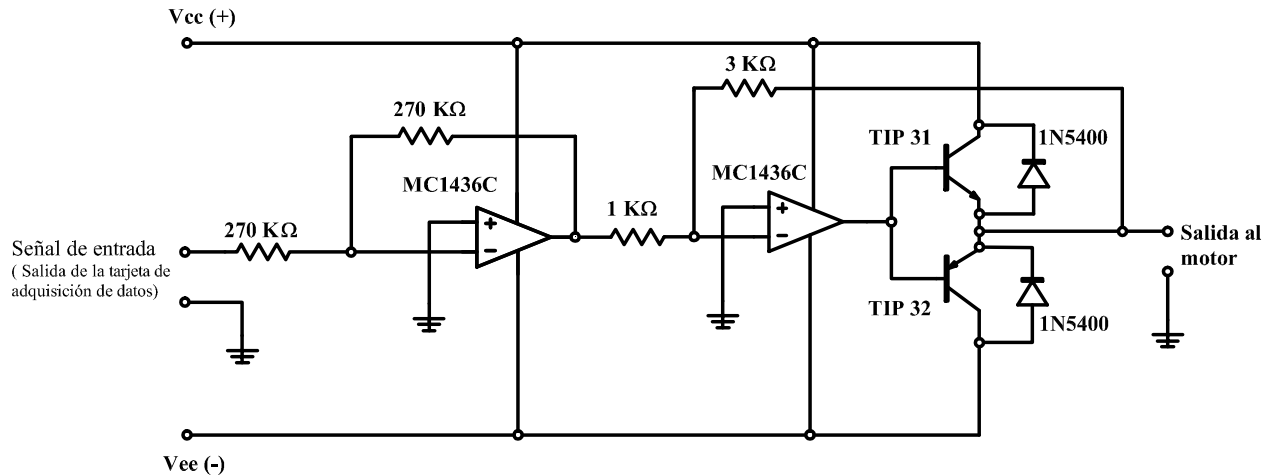 Vcc (+)
3 KΩ
270 KΩ
TIP 31
1N5400
MC1436C
MC1436C
1 KΩ
270 KΩ
Señal de entrada
( Salida de la tarjeta de
adquisición de datos)
+
−
+
−
Salida al
motor
TIP 32
1N5400
Vee (-)